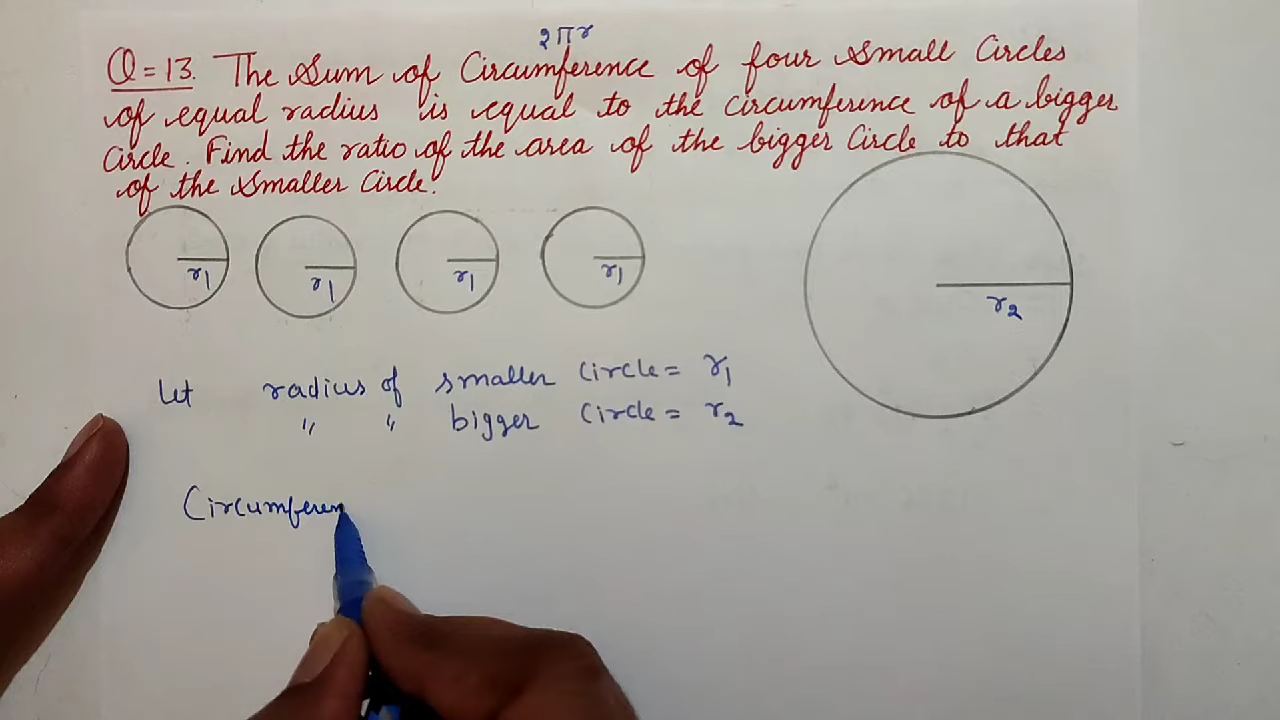 2πr
Q=13. The Sum of Circumference of four Small Circles
of equal radius is equal to the circumference of a bigger
Circle. Find the ratio of the area of the bigger Circle to that
of the Smaller Circle.
r1 r1 r1 r1
r2
Let radius of smaller Circle = r1
" " bigger Circle = r2
Circumferen